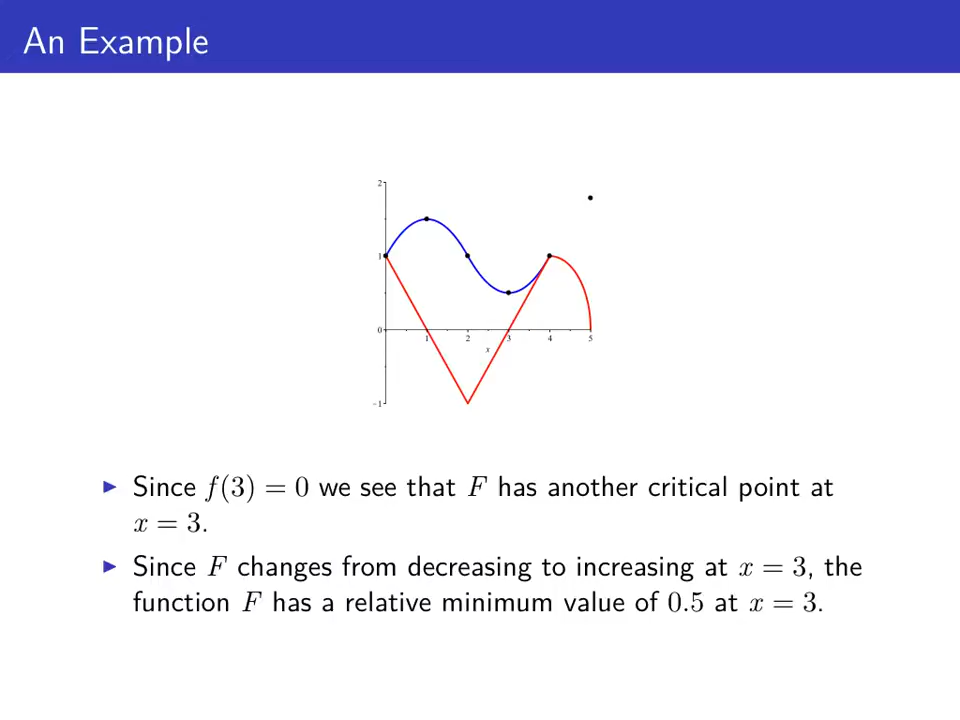 An Example
2
1
0
1 2 3 4 5
x
−1
▶ Since f(3) = 0 we see that F has another critical point at
x = 3.
▶ Since F changes from decreasing to increasing at x = 3, the
function F has a relative minimum value of 0.5 at x = 3.